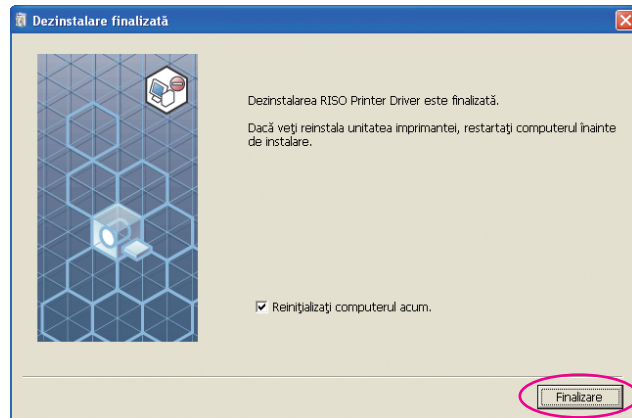 Dezinstalare finalizată
Dezinstalarea RISO Printer Driver este finalizată.
Dacă veţi reinstala unitatea imprimantei, restartaţi computerul înainte
de instalare.
Reiniţializaţi computerul acum.
Finalizare